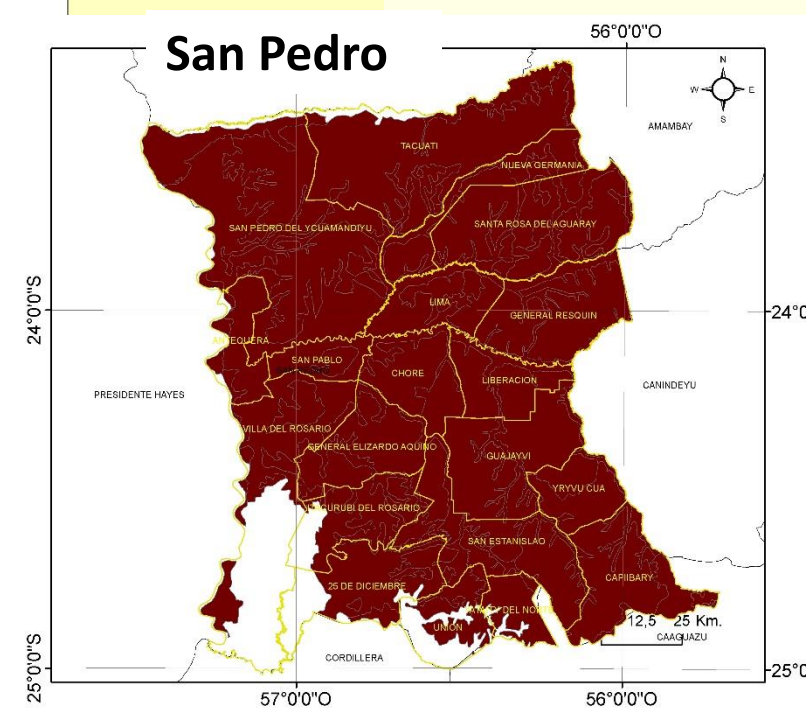 San Pedro
56°0'0"O
N
W
E
S
AMAMBAY
TACUATI
NUEVA GERMANIA
SAN PEDRO DEL YCUAMANDIYU
SANTA ROSA DEL AGUARAY
24°0'0"S
LIMA
GENERAL RESQUIN
24°0
ANTEQUERA
SAN PABLO
CHORE
LIBERACION
PRESIDENTE HAYES
CANINDEYU
VILLA DEL ROSARIO
GENERAL ELIZARDO AQUINO
GUAJAYVI
YRYVU CUA
ITACURUBI DEL ROSARIO
SAN ESTANISLAO
25 DE DICIEMBRE
CAPIIBARY
UNION
DEL
12,5 25 Km.
CAAGUAZU
CORDILLERA
25°0'0"S
25°0
57°0'0"O
56°0'0"O